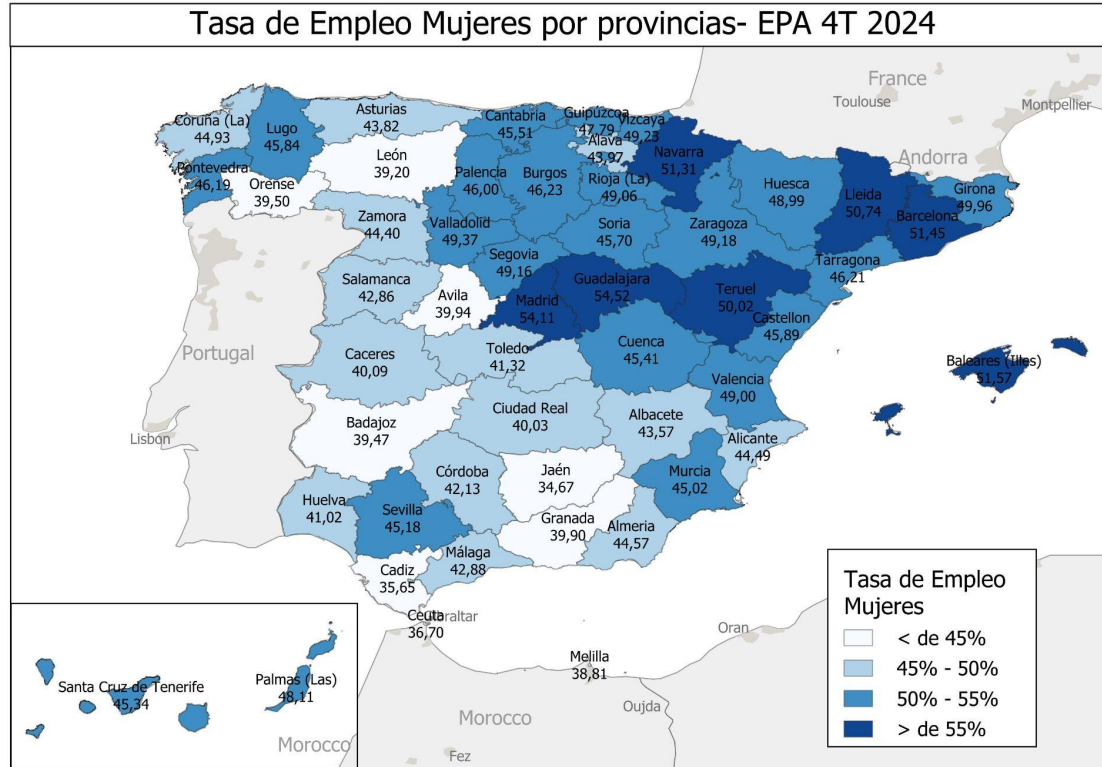 Tasa de Empleo Mujeres por provincias- EPA 4T 2024
France
Toulouse
Montpellier
Andorra
Coruña (La)
44,93
Lugo
45,84
Asturias
43,82
Cantabria
45,51
Guipúzcoa
47,79
Vizcaya
49,23
Alava
43,97
Navarra
51,31
Pontevedra
46,19
Orense
39,50
León
39,20
Palencia
46,00
Burgos
46,23
Rioja (La)
49,06
Huesca
48,99
Lleida
50,74
Girona
49,96
Barcelona
51,45
Zamora
44,40
Valladolid
49,37
Soria
45,70
Zaragoza
49,18
Tarragona
46,21
Segovia
49,16
Salamanca
42,86
Avila
39,94
Madrid
54,11
Guadalajara
54,52
Teruel
50,02
Castellon
45,89
Portugal
Caceres
40,09
Toledo
41,32
Cuenca
45,41
Valencia
49,00
Baleares (Illes)
51,57
Lisbon
Badajoz
39,47
Ciudad Real
40,03
Albacete
43,57
Alicante
44,49
Huelva
41,02
Sevilla
45,18
Córdoba
42,13
Jaén
34,67
Murcia
45,02
Granada
39,90
Almeria
44,57
Cadiz
35,65
Málaga
42,88
Gibraltar
Ceuta
36,70
Melilla
38,81
Oran
Oujda
Morocco
Fez
Santa Cruz de Tenerife
45,34
Palmas (Las)
48,11
Morocco
Tasa de Empleo
Mujeres
< de 45%
45% - 50%
50% - 55%
> de 55%